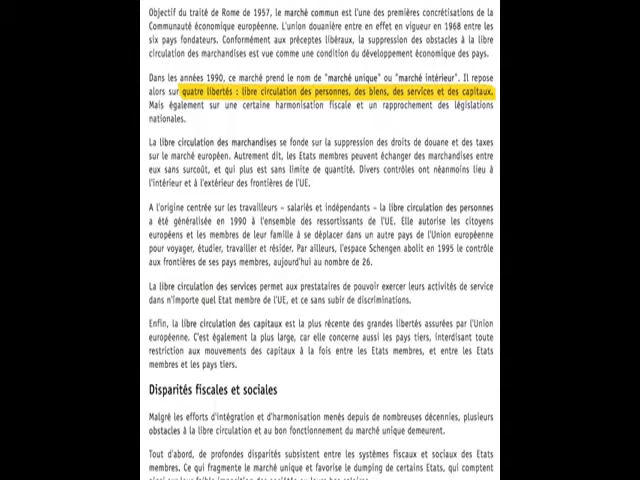 Objectif du traité de Rome de 1957, le marché commun est l'une des premières concrétisations de la
Communauté économique européenne. L'union douanière entre en effet en vigueur en 1968 entre les
six pays fondateurs. Conformément aux préceptes libéraux, la suppression des obstacles à la libre
circulation des marchandises est vue comme une condition du développement économique des pays.
Dans les années 1990, ce marché prend le nom de "marché unique" ou "marché intérieur". Il repose
alors sur quatre libertés : libre circulation des personnes, des biens, des services et des capitaux.
Mais également sur une certaine harmonisation fiscale et un rapprochement des législations
nationales.
La libre circulation des marchandises se fonde sur la suppression des droits de douane et des taxes
sur le marché européen. Autrement dit, les Etats membres peuvent échanger des marchandises entre
eux sans surcoût, et qui plus est sans limite de quantité. Divers contrôles ont néanmoins lieu à
l'intérieur et à l'extérieur des frontières de l'UE.
A l'origine centrée sur les travailleurs – salariés et indépendants – la libre circulation des personnes
a été généralisée en 1990 à l'ensemble des ressortissants de l'UE. Elle autorise les citoyens
européens et les membres de leur famille à se déplacer dans un autre pays de l'Union européenne
pour voyager, étudier, travailler et résider. Par ailleurs, l'espace Schengen abolit en 1995 le contrôle
aux frontières de ses pays membres, aujourd'hui au nombre de 26.
La libre circulation des services permet aux prestataires de pouvoir exercer leurs activités de service
dans n'importe quel Etat membre de l'UE, et ce sans subir de discriminations.
Enfin, la libre circulation des capitaux est la plus récente des grandes libertés assurées par l'Union
européenne. C'est également la plus large, car elle concerne aussi les pays tiers, interdisant toute
restriction aux mouvements des capitaux à la fois entre les Etats membres, et entre les Etats
membres et les pays tiers.
Disparités fiscales et sociales
Malgré les efforts d'intégration et d'harmonisation menés depuis de nombreuses décennies, plusieurs
obstacles à la libre circulation et au bon fonctionnement du marché unique demeurent.
Tout d'abord, de profondes disparités subsistent entre les systèmes fiscaux et sociaux des Etats
membres. Ce qui fragmente le marché unique et favorise le dumping de certains Etats, qui comptent